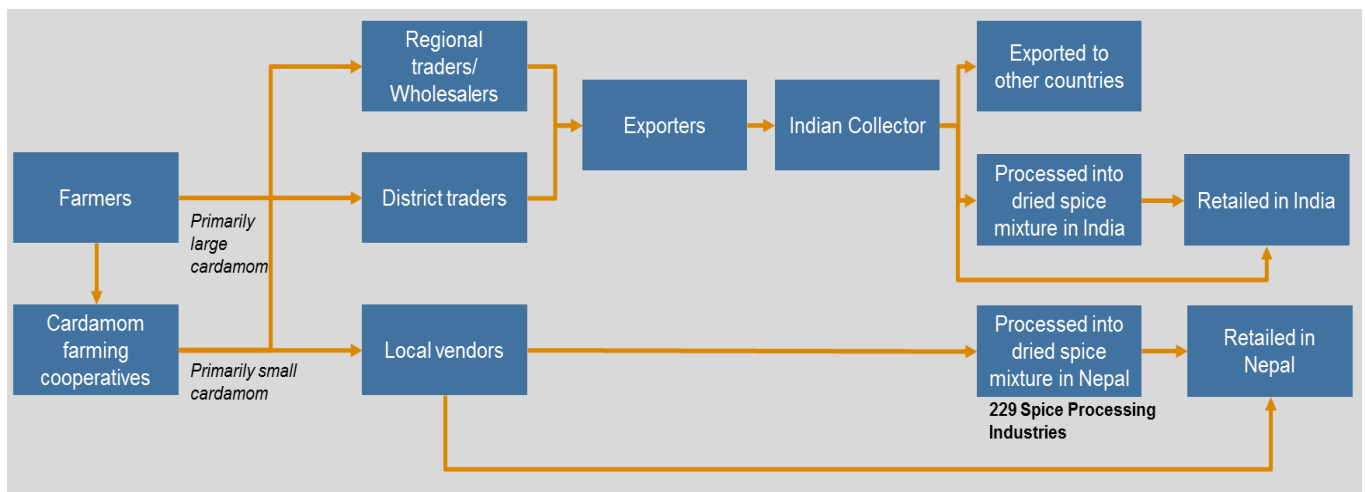 Regional
traders/
Wholesalers
Exported to
other countries
Exporters
Indian Collector
Farmers
District traders
Processed into
dried spice
mixture in India
Retailed in India
Primarily
large
cardamom
Cardamom
farming
cooperatives
Primarily small
cardamom
Local vendors
Processed into
dried spice
mixture in Nepal
Retailed in
Nepal
229 Spice Processing
Industries